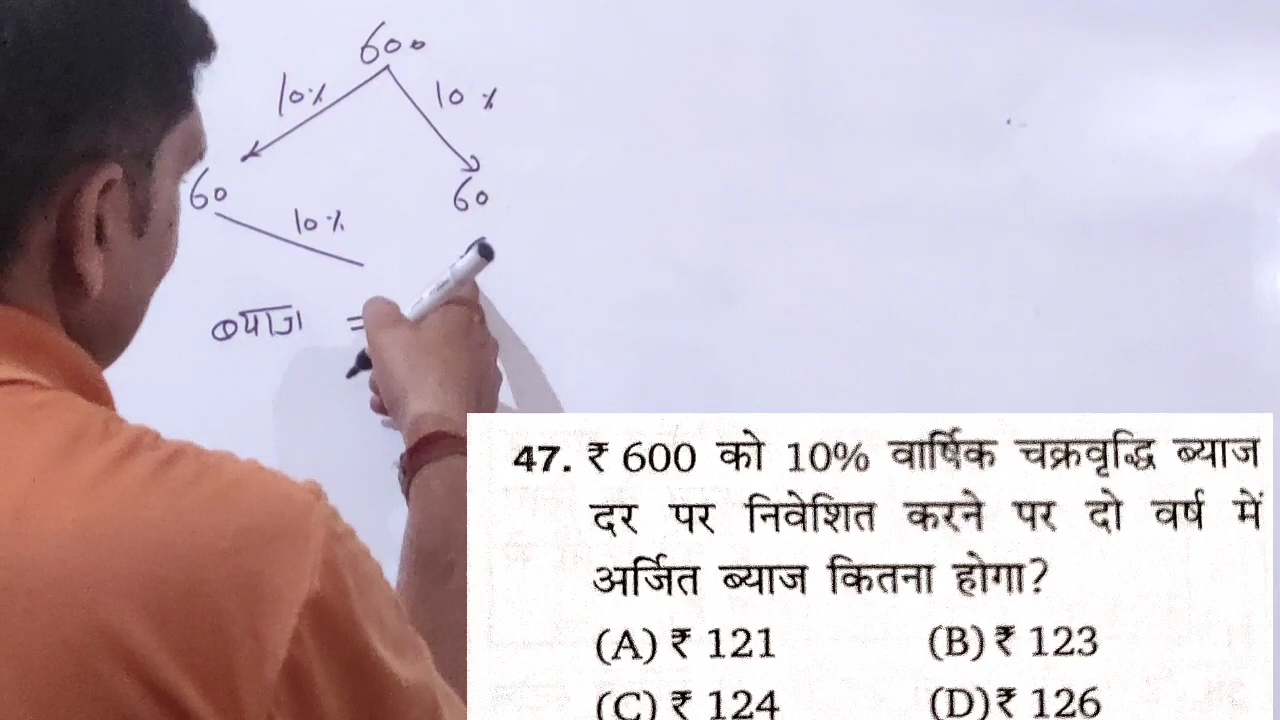 600
10% 10%
60 60
10%
ब्याज =
47. ₹ 600 को 10% वार्षिक चक्रवृद्धि ब्याज
दर पर निवेशित करने पर दो वर्ष में
अर्जित ब्याज कितना होगा?
(A) ₹ 121 (B) ₹ 123
(C) ₹ 124 (D) ₹ 126